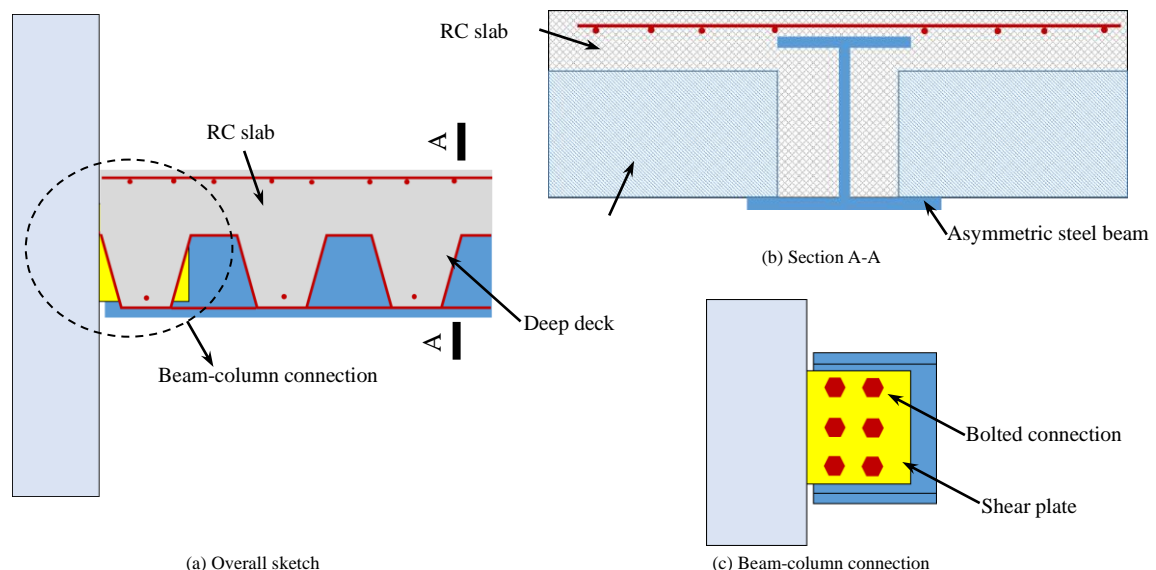 RC slab
A
A
Deep deck
Beam-column connection
(a) Overall sketch
RC slab
Asymmetric steel beam
(b) Section A-A
Bolted connection
Shear plate
(c) Beam-column connection